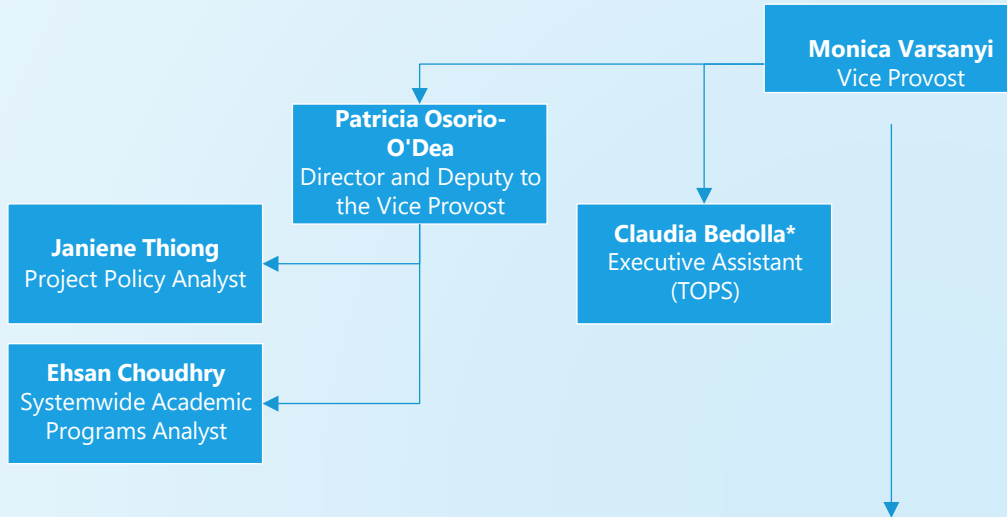 Monica Varsanyi
Vice Provost
Patricia Osorio-
O'Dea
Director and Deputy to
the Vice Provost
Claudia Bedolla*
Executive Assistant
(TOPS)
Janiene Thiong
Project Policy Analyst
Ehsan Choudhry
Systemwide Academic
Programs Analyst